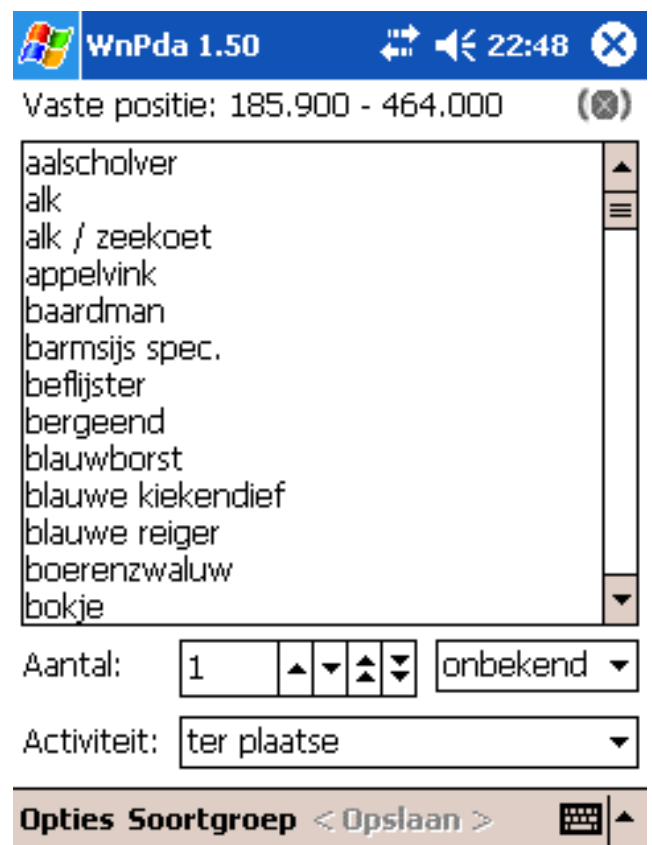 WnPda 1.50 22:48
Vaste positie: 185.900 - 464.000
aalscholver
alk
alk / zeekoet
appelvink
baardman
barmsijs spec.
beflijster
bergeend
blauwborst
blauwe kiekendief
blauwe reiger
boerenzwaluw
bokje
Aantal: 1 onbekend
Activiteit: ter plaatse
Opties Soortgroep < Opslaan >